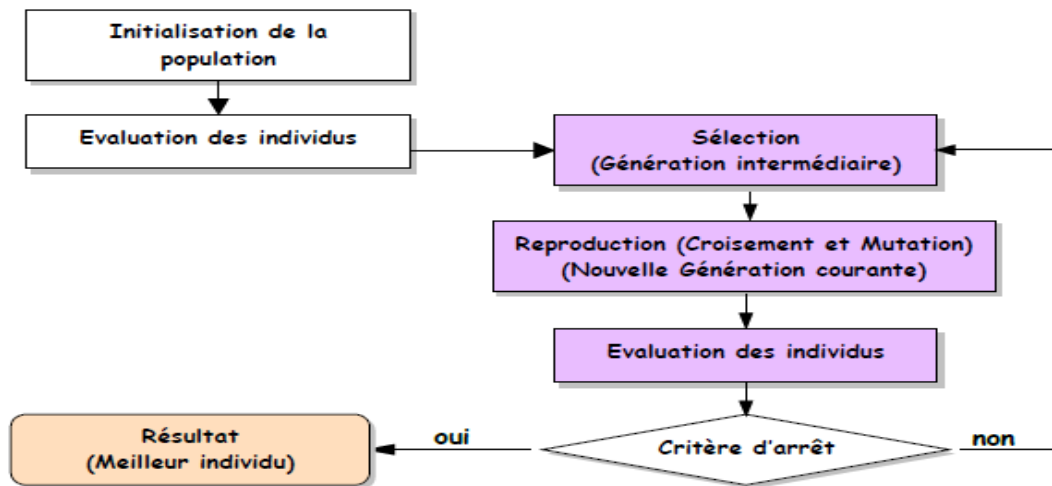 Initialisation de la
population
Evaluation des individus
Sélection
(Génération intermédiaire)
Reproduction (Croisement et Mutation)
(Nouvelle Génération courante)
Evaluation des individus
Critère d'arrêt
oui
non
Résultat
(Meilleur individu)